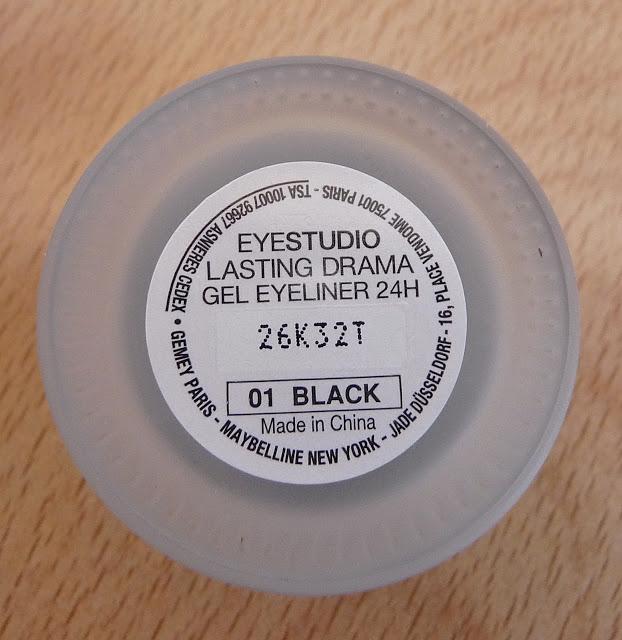 EYESTUDIO
LASTING DRAMA
GEL EYELINER 24H
26K32T
01 BLACK
Made in China
GEMEY PARIS - MAYBELLINE NEW YORK - JADE DÜSSELDORF - 16, PLACE VENDOME 75001 PARIS - TSA 10007 92667 ASNIERES CEDEX •